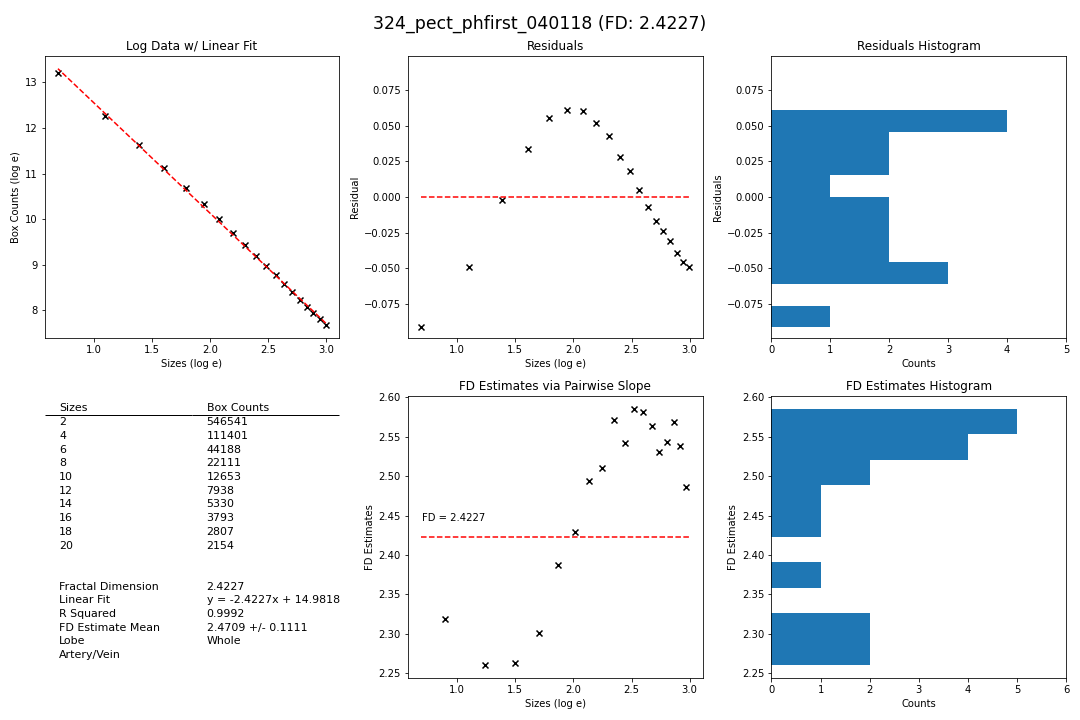 324_pect_phfirst_040118 (FD: 2.4227)
Log Data w/ Linear Fit
Box Counts (log e)
13
12
11
10
9
8
1.0 1.5 2.0 2.5 3.0
Sizes (log e)
Residuals
Residual
0.075
0.050
0.025
0.000
−0.025
−0.050
−0.075
1.0 1.5 2.0 2.5 3.0
Sizes (log e)
Residuals Histogram
Residuals
0.075
0.050
0.025
0.000
−0.025
−0.050
−0.075
0 1 2 3 4 5
Counts
Sizes Box Counts
2 546541
4 111401
6 44188
8 22111
10 12653
12 7938
14 5330
16 3793
18 2807
20 2154
Fractal Dimension 2.4227
Linear Fit y = -2.4227x + 14.9818
R Squared 0.9992
FD Estimate Mean 2.4709 +/- 0.1111
Lobe Whole
Artery/Vein
FD Estimates via Pairwise Slope
FD Estimates
2.60
2.55
2.50
2.45
2.40
2.35
2.30
2.25
FD = 2.4227
1.0 1.5 2.0 2.5 3.0
Sizes (log e)
FD Estimates Histogram
FD Estimates
2.60
2.55
2.50
2.45
2.40
2.35
2.30
2.25
0 1 2 3 4 5 6
Counts